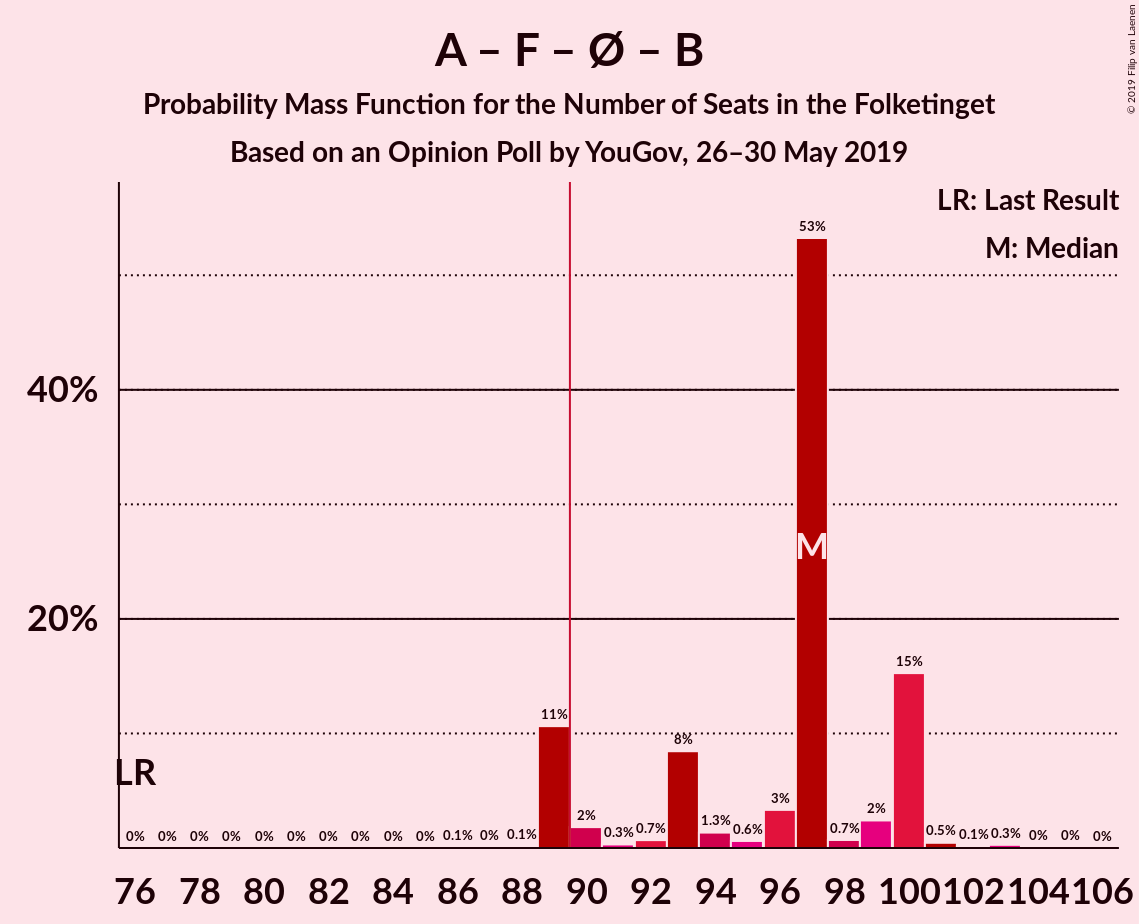 A – F – Ø – B
Probability Mass Function for the Number of Seats in the Folketinget
Based on an Opinion Poll by YouGov, 26–30 May 2019
© 2019 Filip van Laenen
LR: Last Result
M: Median
40%
20%
53%
M
15%
11%
8%
LR
0% 0% 0% 0% 0% 0% 0% 0% 0% 0% 0.1% 0% 0.1% 2% 0.3% 0.7% 1.3% 0.6% 3% 0.7% 2% 0.5% 0.1% 0.3% 0% 0% 0%
76 78 80 82 84 86 88 90 92 94 96 98 100 102 104 106